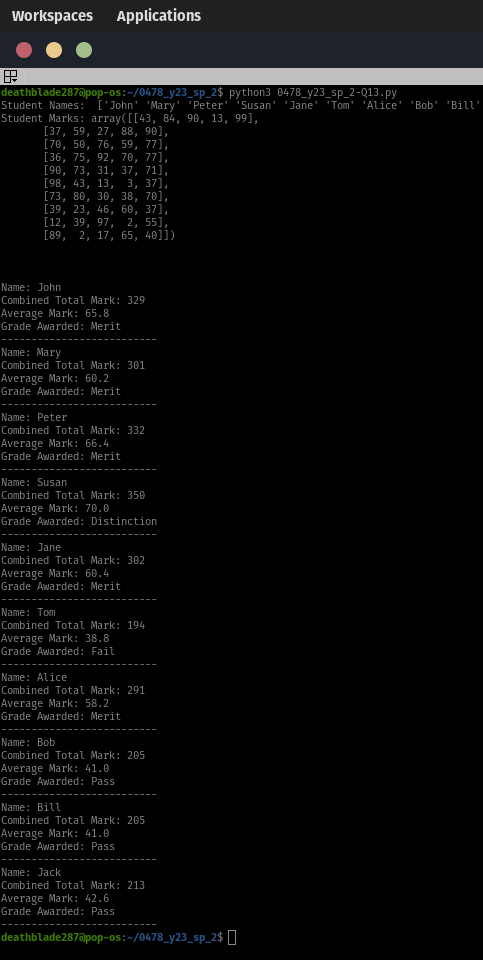 Workspaces Applications
deathblade287@pop-os:~/0478_y23_sp_2$ python3 0478_y23_sp_2-Q13.py
Student Names:  ['John' 'Mary' 'Peter' 'Susan' 'Jane' 'Tom' 'Alice' 'Bob' 'Bill'
Student Marks: array([[43, 84, 90, 13, 99],
       [37, 59, 27, 88, 90],
       [70, 50, 76, 59, 77],
       [36, 75, 92, 70, 77],
       [90, 73, 31, 37, 71],
       [98, 43, 13,  3, 37],
       [73, 80, 30, 38, 70],
       [39, 23, 46, 60, 37],
       [12, 39, 97,  2, 55],
       [89,  2, 17, 65, 40]])
Name: John
Combined Total Mark: 329
Average Mark: 65.8
Grade Awarded: Merit
--------------------------
Name: Mary
Combined Total Mark: 301
Average Mark: 60.2
Grade Awarded: Merit
--------------------------
Name: Peter
Combined Total Mark: 332
Average Mark: 66.4
Grade Awarded: Merit
--------------------------
Name: Susan
Combined Total Mark: 350
Average Mark: 70.0
Grade Awarded: Distinction
--------------------------
Name: Jane
Combined Total Mark: 302
Average Mark: 60.4
Grade Awarded: Merit
--------------------------
Name: Tom
Combined Total Mark: 194
Average Mark: 38.8
Grade Awarded: Fail
--------------------------
Name: Alice
Combined Total Mark: 291
Average Mark: 58.2
Grade Awarded: Merit
--------------------------
Name: Bob
Combined Total Mark: 205
Average Mark: 41.0
Grade Awarded: Pass
--------------------------
Name: Bill
Combined Total Mark: 205
Average Mark: 41.0
Grade Awarded: Pass
--------------------------
Name: Jack
Combined Total Mark: 213
Average Mark: 42.6
Grade Awarded: Pass
--------------------------
deathblade287@pop-os:~/0478_y23_sp_2$